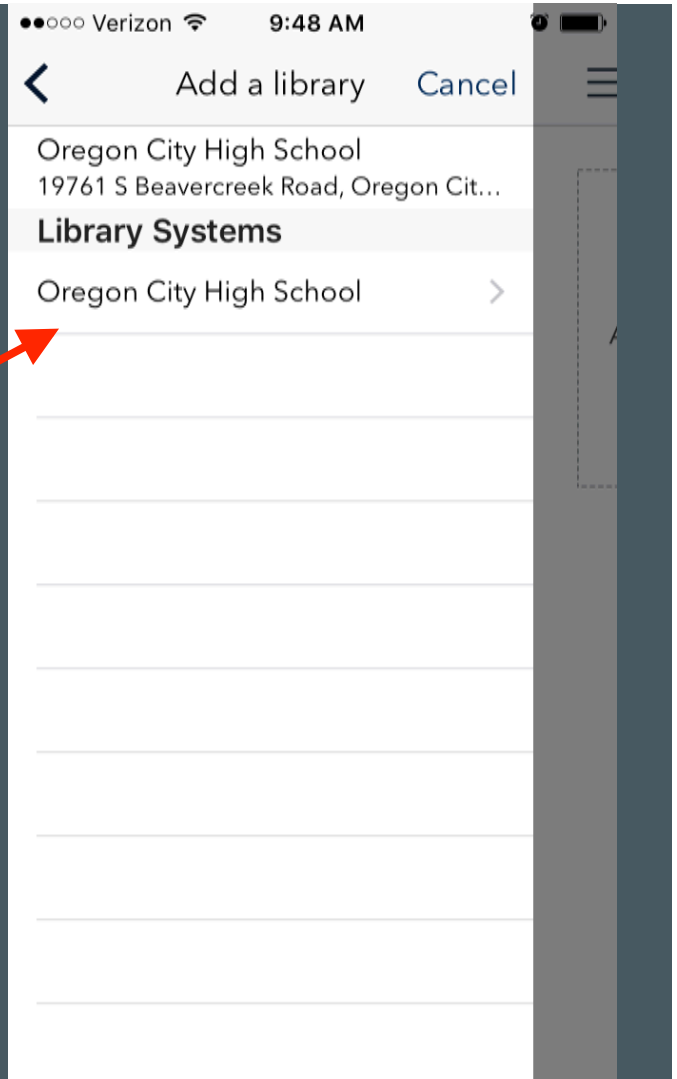 Verizon 9:48 AM
Add a library Cancel
Oregon City High School
19761 S Beavercreek Road, Oregon Cit...
Library Systems
Oregon City High School